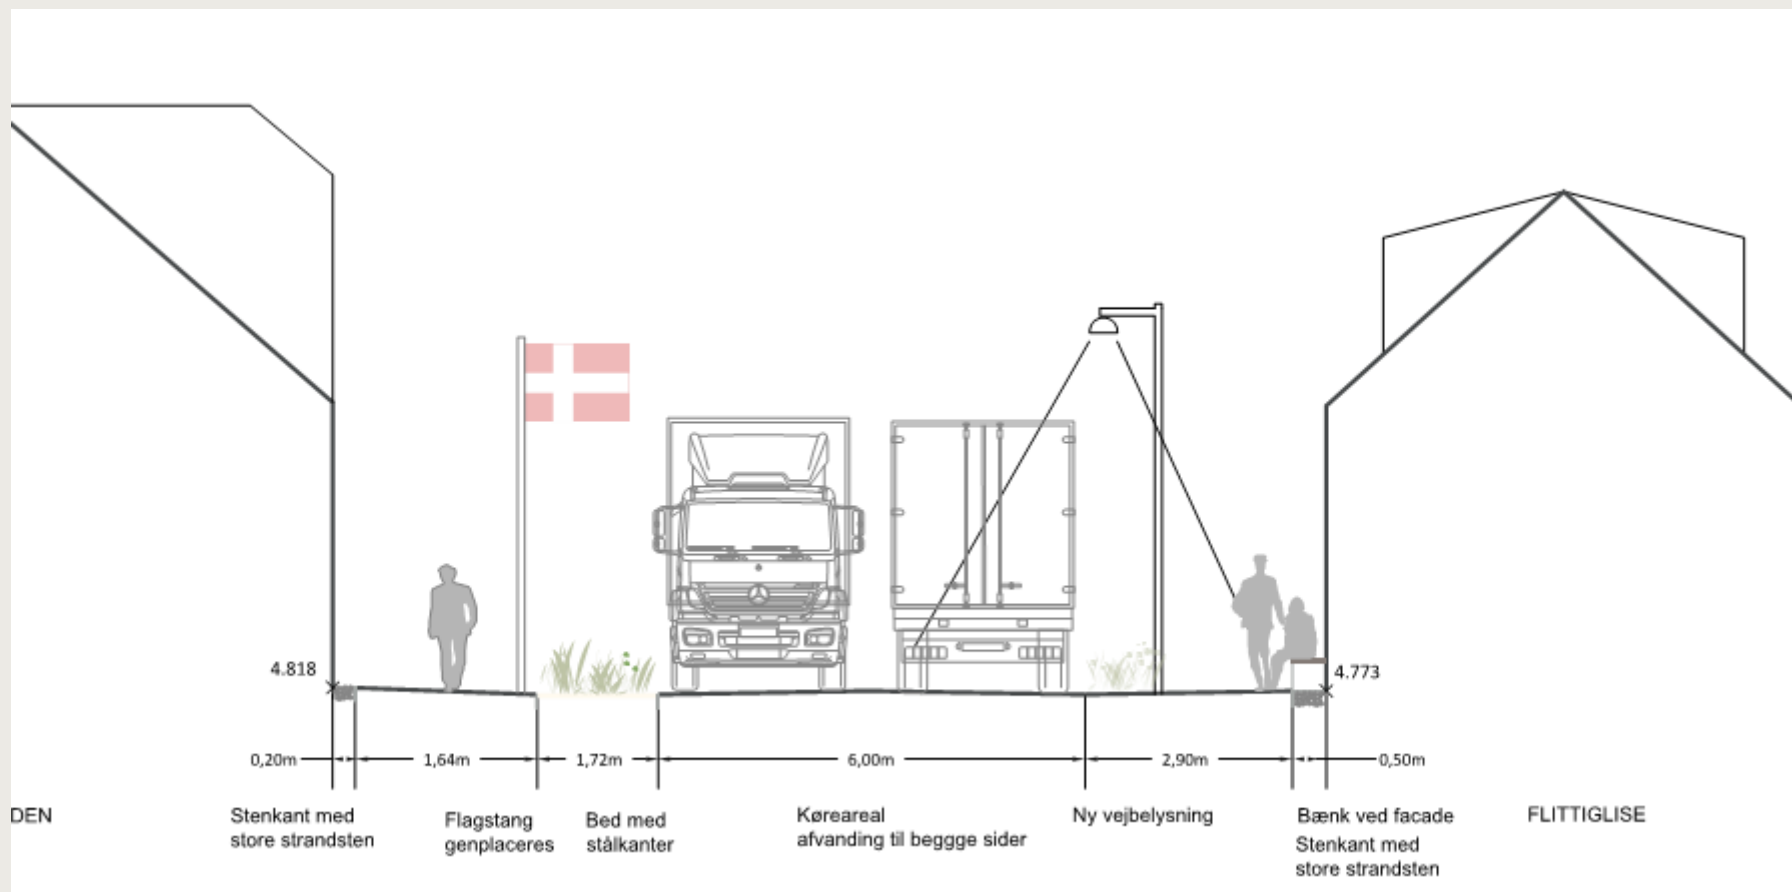 4.818
4.773
0,20m
1,64m
1,72m
6,00m
2,90m
0,50m
DEN
Stenkant med
store strandsten
Flagstang
genplaceres
Bed med
stålkanter
Køreareal
afvanding til beggge sider
Ny vejbelysning
Bænk ved facade
Stenkant med
store strandsten
FLITTIGLISE